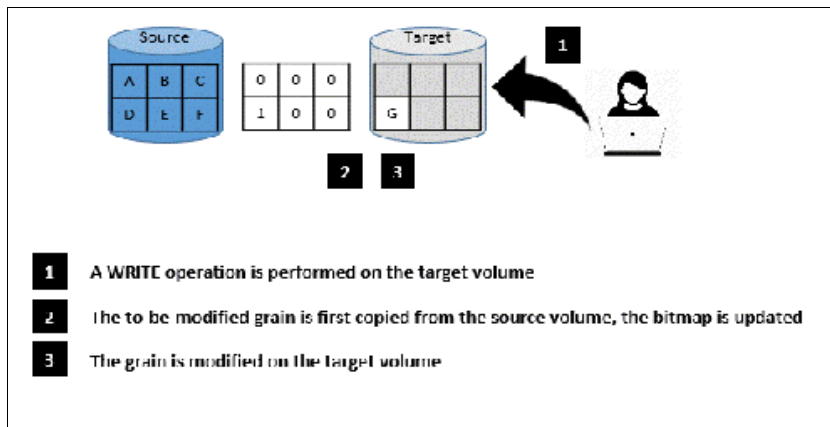 Source Target 1
A B C 0 0 0
D E F 1 0 0 G
2 3
1 A WRITE operation is performed on the target volume
2 The to be modified grain is first copied from the source volume, the bitmap is updated
3 The grain is modified on the target volume